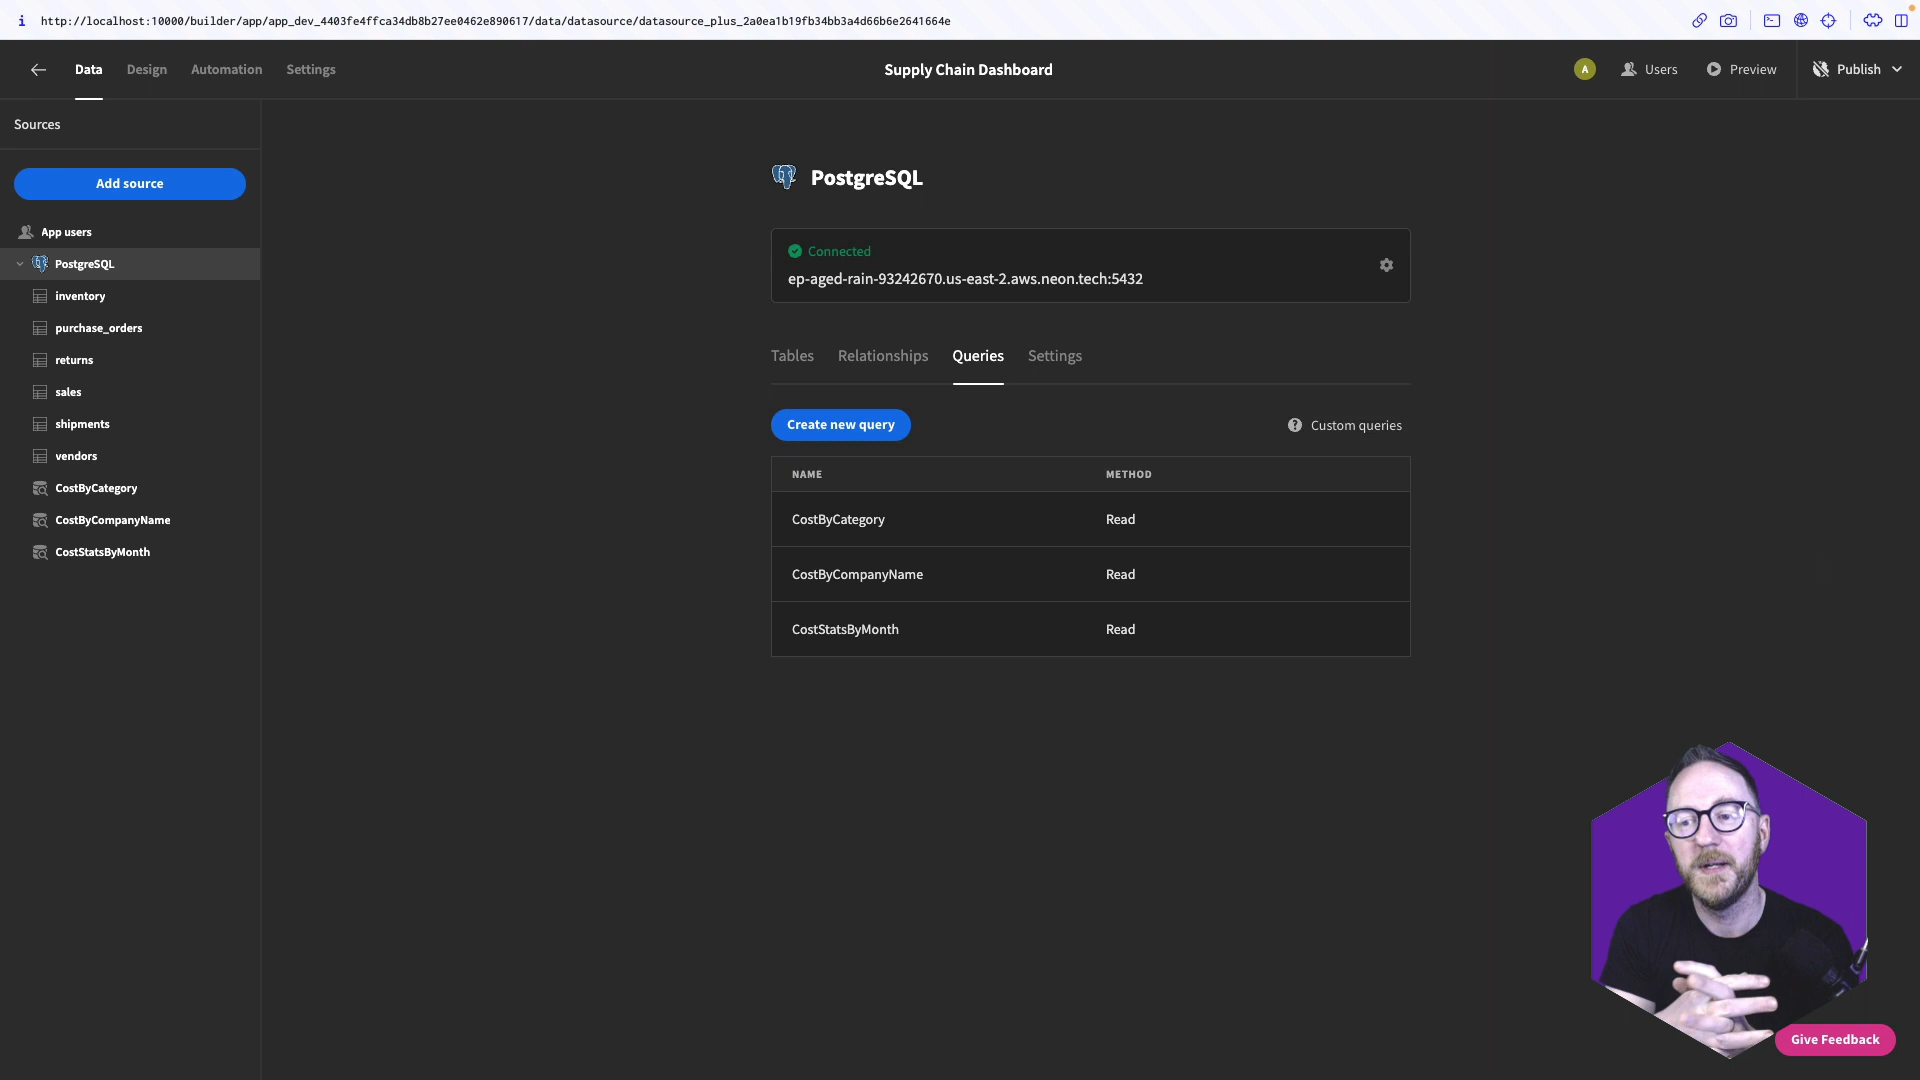 http://localhost:10000/builder/app/app_dev_4403fe4ffca34db8b27ee0462e890617/data/datasource/datasource_plus_2a0ea1b19fb34bb3a4d66b6e2641664e
Data Design Automation Settings
Supply Chain Dashboard
A Users Preview Publish
Sources
Add source
App users
PostgreSQL
inventory
purchase_orders
returns
sales
shipments
vendors
CostByCategory
CostByCompanyName
CostStatsByMonth
PostgreSQL
Connected
ep-aged-rain-93242670.us-east-2.aws.neon.tech:5432
Tables Relationships Queries Settings
Create new query
Custom queries
NAME METHOD
CostByCategory Read
CostByCompanyName Read
CostStatsByMonth Read
Give Feedback